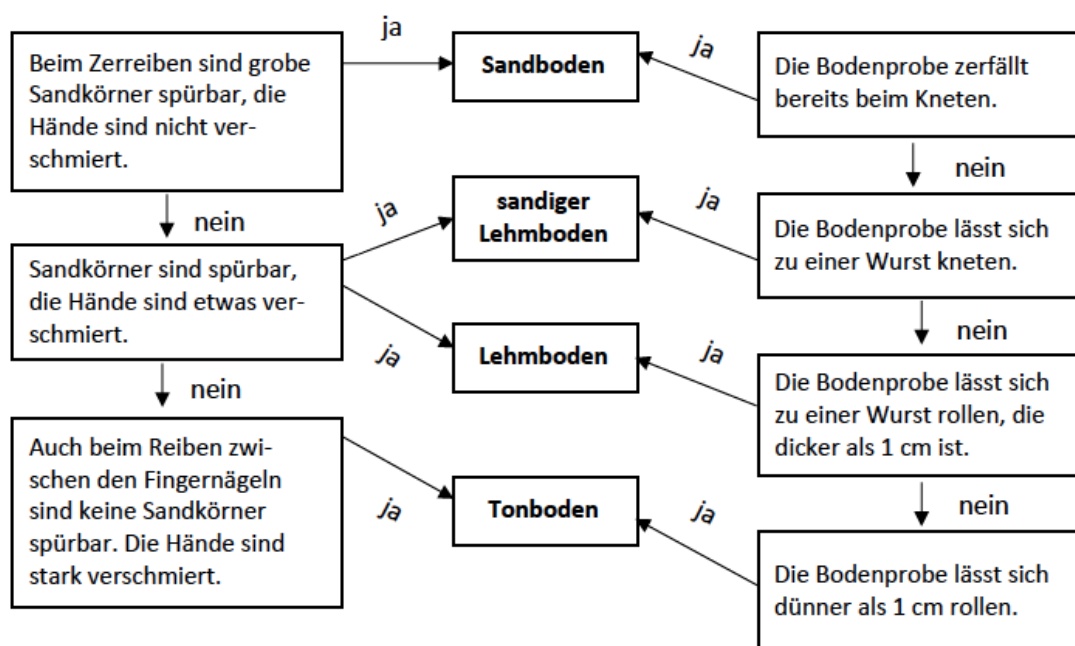 ja
Beim Zerreiben sind grobe
Sandkörner spürbar, die
Hände sind nicht ver-
schmiert.
nein
Sandkörner sind spürbar,
die Hände sind etwas ver-
schmiert.
nein
Auch beim Reiben zwi-
schen den Fingernägeln
sind keine Sandkörner
spürbar. Die Hände sind
stark verschmiert.
ja
ja
ja
Sandboden
sandiger
Lehmboden
Lehmboden
Tonboden
ja
Die Bodenprobe zerfällt
bereits beim Kneten.
nein
ja
Die Bodenprobe lässt sich
zu einer Wurst kneten.
nein
ja
Die Bodenprobe lässt sich
zu einer Wurst rollen, die
dicker als 1 cm ist.
nein
ja
Die Bodenprobe lässt sich
dünner als 1 cm rollen.